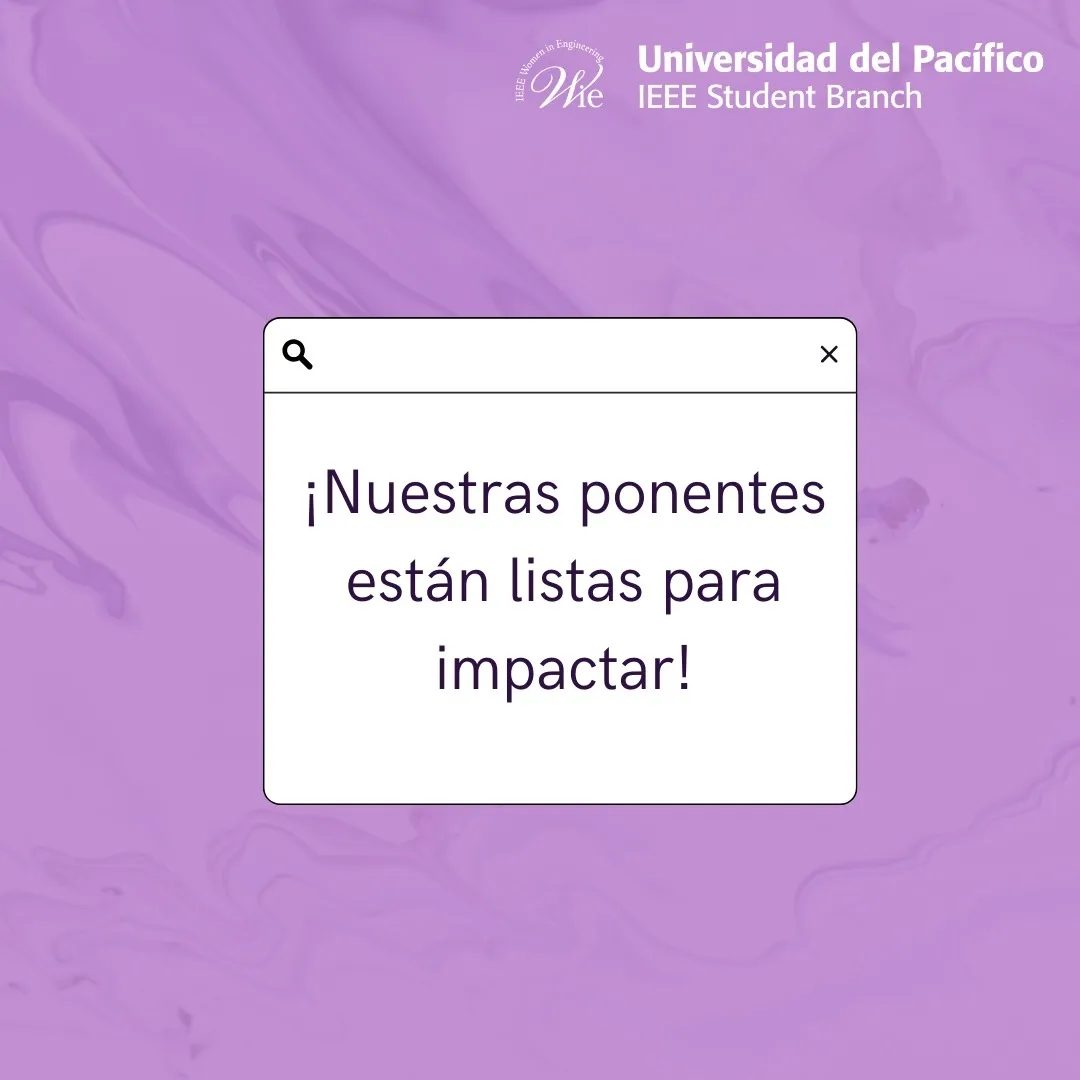 IEEE Women in Engineering
WIE
Universidad del Pacífico
IEEE Student Branch
¡Nuestras ponentes
están listas para
impactar!